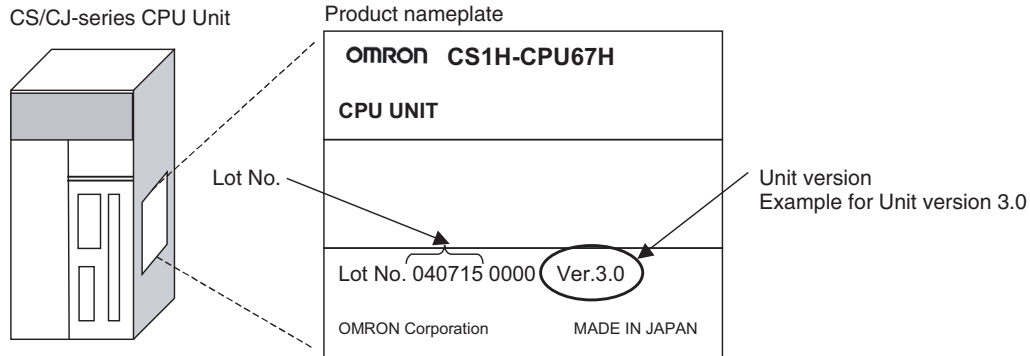 CS/CJ-series CPU Unit
Product nameplate
OMRON CS1H-CPU67H
CPU UNIT
Lot No.
Unit version
Example for Unit version 3.0
Lot No. 040715 0000 Ver.3.0
OMRON Corporation MADE IN JAPAN